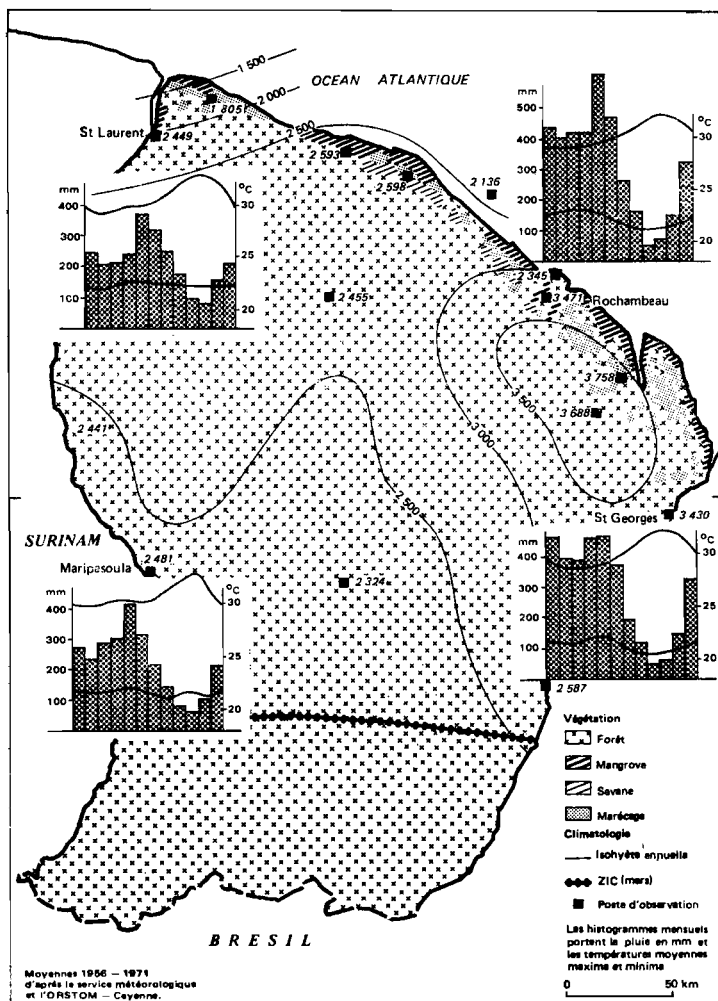 OCEAN ATLANTIQUE
1 500
2 000
2 500
1 805
St Laurent
2 449
2 593
2 598
2 136
mm
500
400
300
200
100
°C
30
25
20
mm
400
300
200
100
°C
30
25
20
2 345
3 471
Rochambeau
2 455
3 758
3 500
3 688
3 000
2 441
2 500
St Georges
3 430
SURINAM
2 481
Maripasoula
2 324
mm
400
300
200
100
°C
30
25
20
mm
400
300
200
100
°C
30
25
20
2 587
Végétation
Forêt
Mangrove
Savane
Marécage
Climatologie
Isohyète annuelle
ZIC (mars)
Poste d'observation
Les histogrammes mensuels
portent la pluie en mm et
les températures moyennes
maxima et minima
0 50 km
BRESIL
Moyennes 1956 – 1971
d'après le service météorologique
et l'ORSTOM – Cayenne.